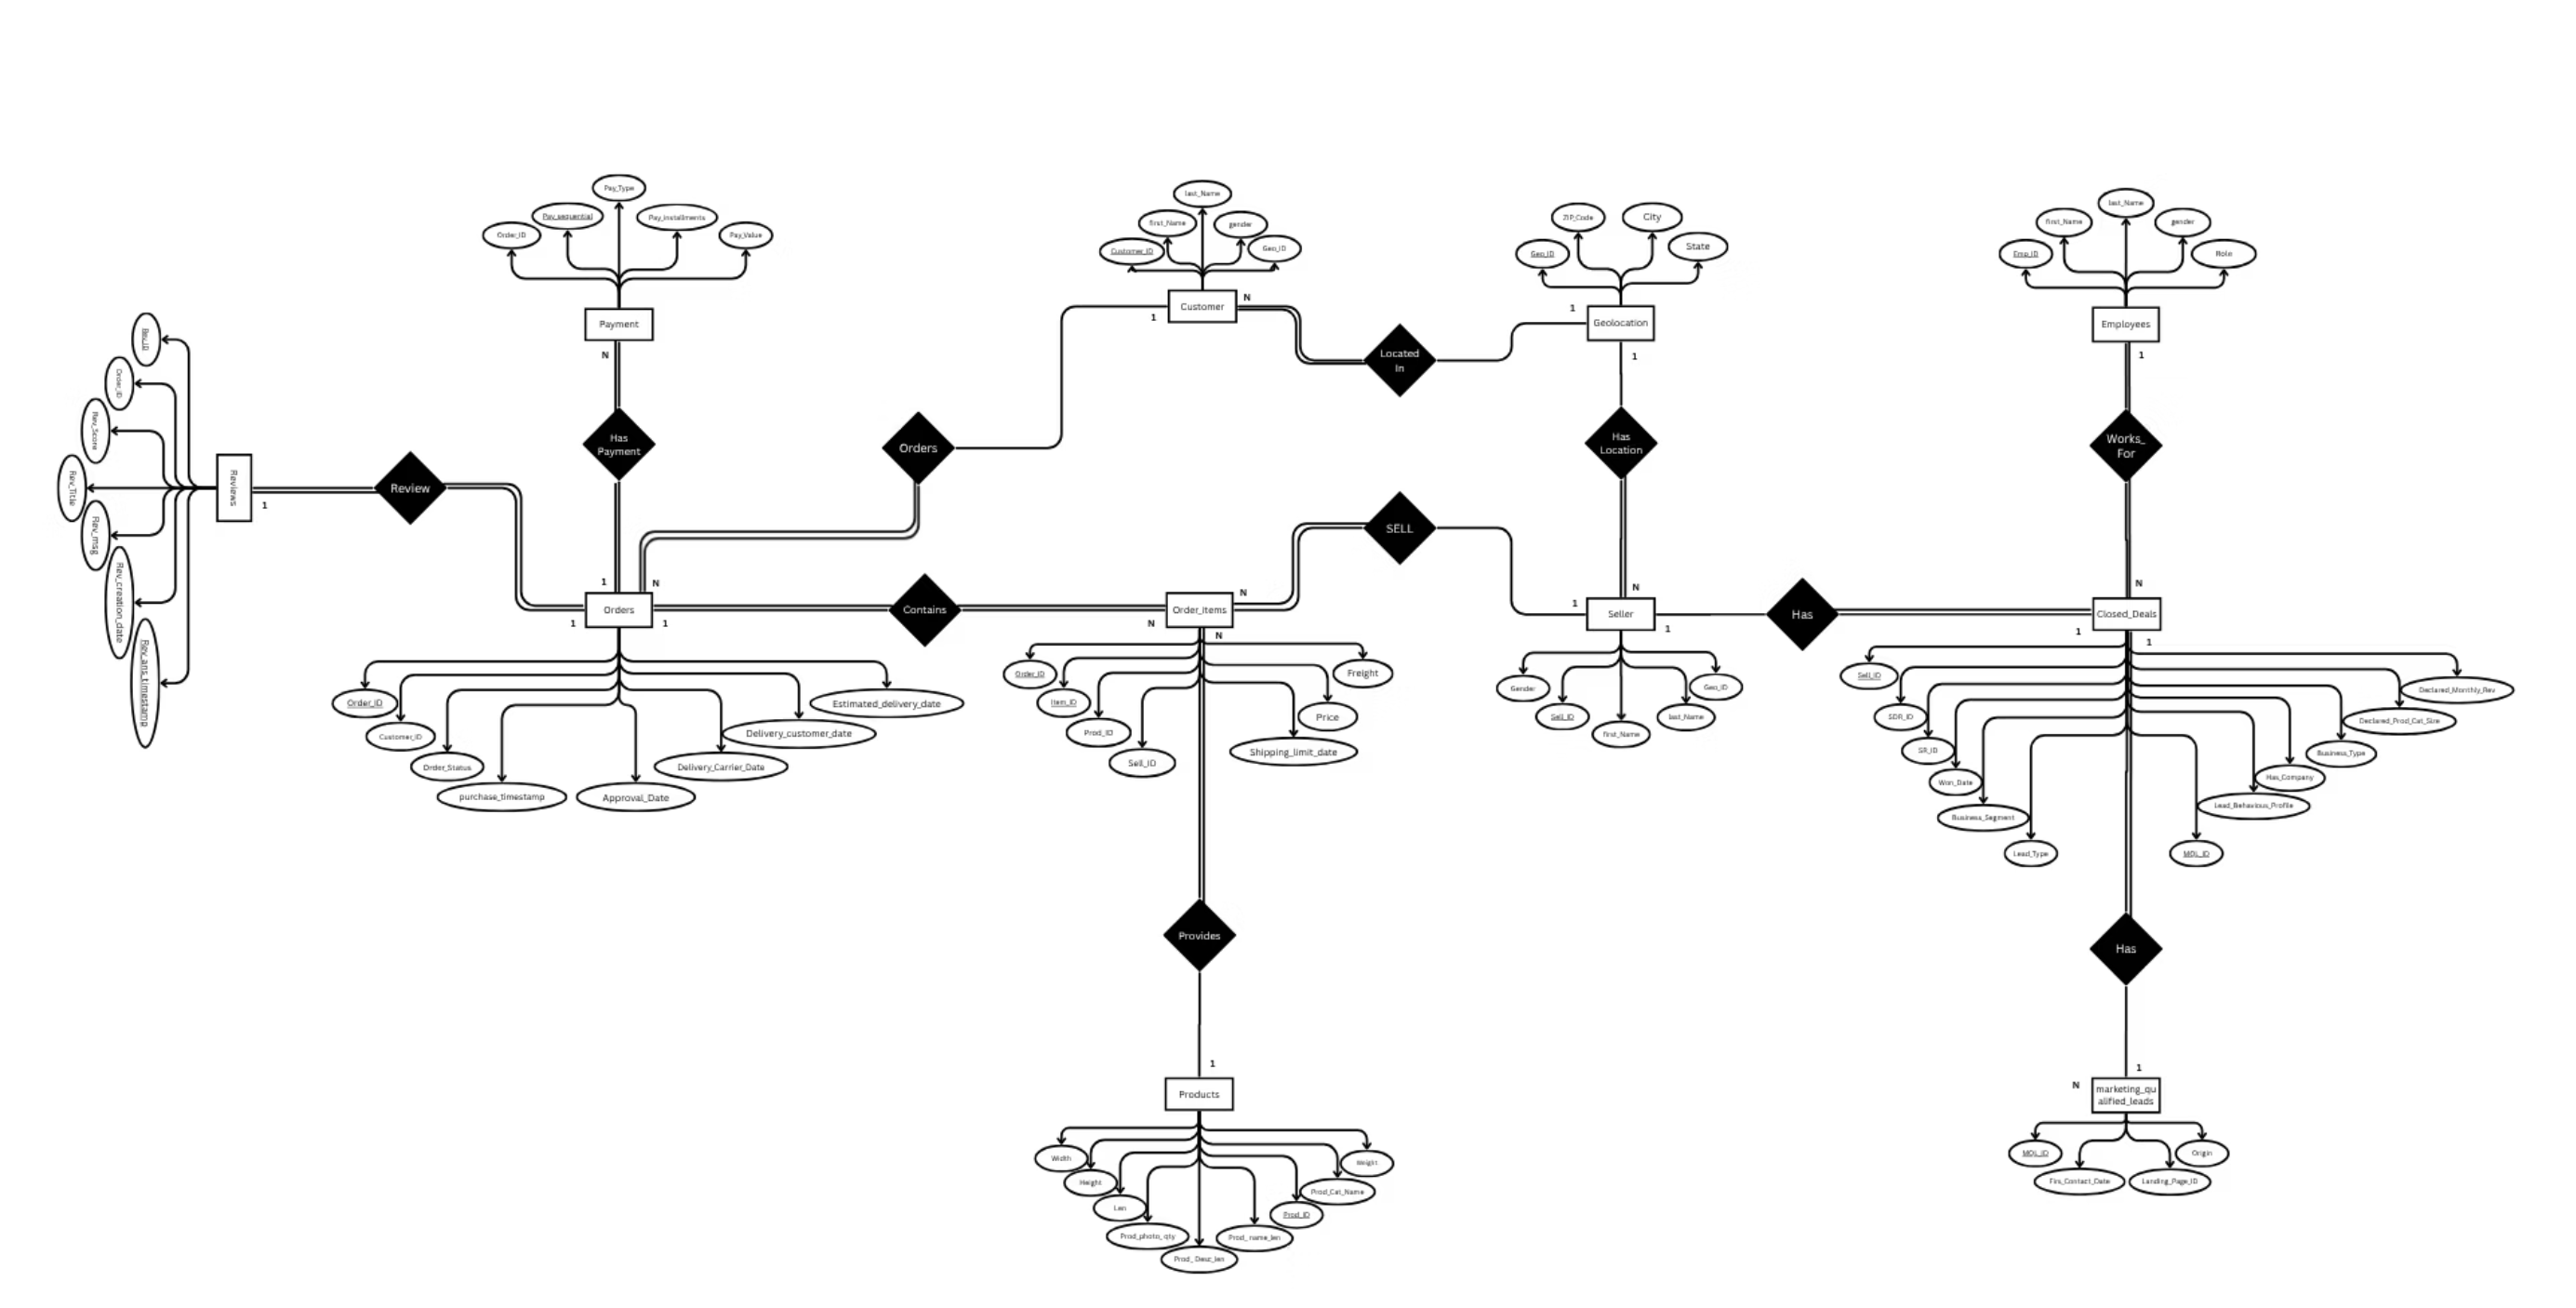 Pay_Type
Pay_sequential
Pay_installments
Order_ID
Pay_Value
Payment
N
Has
Payment
1
last_Name
first_Name
gender
Customer_ID
Geo_ID
Customer
N
1
Located
In
ZIP_Code
City
Geo_ID
State
1
Geolocation
1
Has
Location
N
last_Name
first_Name
gender
Emp_ID
Role
Employees
1
Works_
For
N
Rev_ID
Order_ID
Rev_Score
Rev_Title
Rev_msg
Rev_creation_date
Rev_ans_timestamp
Reviews
1
Review
Orders
SELL
N
Orders
1
1
Contains
Order_Items
N
N
N
1
Seller
1
Has
Closed_Deals
1
1
Order_ID
Customer_ID
Order_Status
purchase_timestamp
Approval_Date
Delivery_Carrier_Date
Delivery_customer_date
Estimated_delivery_date
Order_ID
Item_ID
Prod_ID
Sell_ID
Shipping_limit_date
Price
Freight
Gender
Sell_ID
first_Name
last_Name
Geo_ID
Sell_ID
SDR_ID
SR_ID
Won_Date
Business_Segment
Lead_Type
MQL_ID
Lead_Behavious_Profile
Has_Company
Business_Type
Declared_Prod_Cat_Size
Declared_Monthly_Rev
Provides
1
Products
Width
Height
Len
Prod_photo_qty
Prod_ Desc_len
Prod_ name_len
Prod_ID
Prod_Cat_Name
Weight
Has
1
N
marketing_qu
alified_leads
MQL_ID
Firs_Contact_Date
Landing_Page_ID
Origin